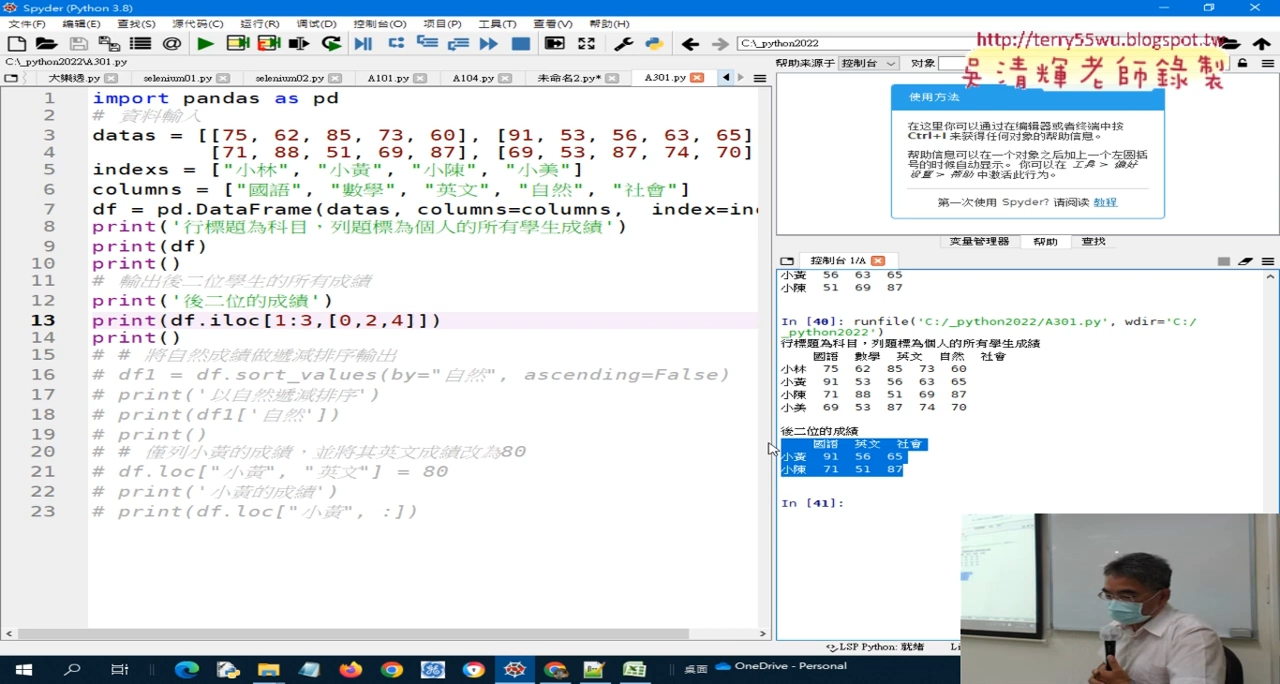 Spyder (Python 3.8)
文件(F) 编辑(E) 查找(S) 源代码(C) 运行(R) 调试(D) 控制台(O) 项目(P) 工具(T) 查看(V) 帮助(H)
C:\_python2022
http://terry55wu.blogspot.tw
吳清輝老師錄製
C:\_python2022\A301.py
大樂透.py selenium01.py selenium02.py A101.py A104.py 未命名2.py* A301.py
帮助来源于 控制台 对象
1 import pandas as pd
2 # 資料輸入
3 datas = [[75, 62, 85, 73, 60], [91, 53, 56, 63, 65]
4 [71, 88, 51, 69, 87], [69, 53, 87, 74, 70]
5 indexs = ["小林", "小黃", "小陳", "小美"]
6 columns = ["國語", "數學", "英文", "自然", "社會"]
7 df = pd.DataFrame(datas, columns=columns, index=in
8 print('行標題為科目，列題標為個人的所有學生成績')
9 print(df)
10 print()
11 # 輸出後二位學生的所有成績
12 print('後二位的成績')
13 print(df.iloc[1:3,[0,2,4]])
14 print()
15 # # 將自然成績做遞減排序輸出
16 # df1 = df.sort_values(by="自然", ascending=False)
17 # print('以自然遞減排序')
18 # print(df1['自然'])
19 # print()
20 # # 僅列小黃的成績，並將其英文成績改為80
21 # df.loc["小黃", "英文"] = 80
22 # print('小黃的成績')
23 # print(df.loc["小黃", :])
使用方法
在这里你可以通过在编辑器或者终端中按
Ctrl+I 来获得任何对象的帮助信息。
帮助信息可以在一个对象之后加上一个左圆括
号的时候自动显示。你可以在 工具 > 偏好
设置 > 帮助 中激活此行为。
第一次使用 Spyder? 请阅读 教程
变量管理器 帮助 查找
控制台 1/A
小黃 56 63 65
小陳 51 69 87
In [40]: runfile('C:/_python2022/A301.py', wdir='C:/
_python2022')
行標題為科目，列題標為個人的所有學生成績
國語 數學 英文 自然 社會
小林 75 62 85 73 60
小黃 91 53 56 63 65
小陳 71 88 51 69 87
小美 69 53 87 74 70
後二位的成績
國語 英文 社會
小黃 91 56 65
小陳 71 51 87
In [41]:
LSP Python: 就绪
桌面 OneDrive - Personal